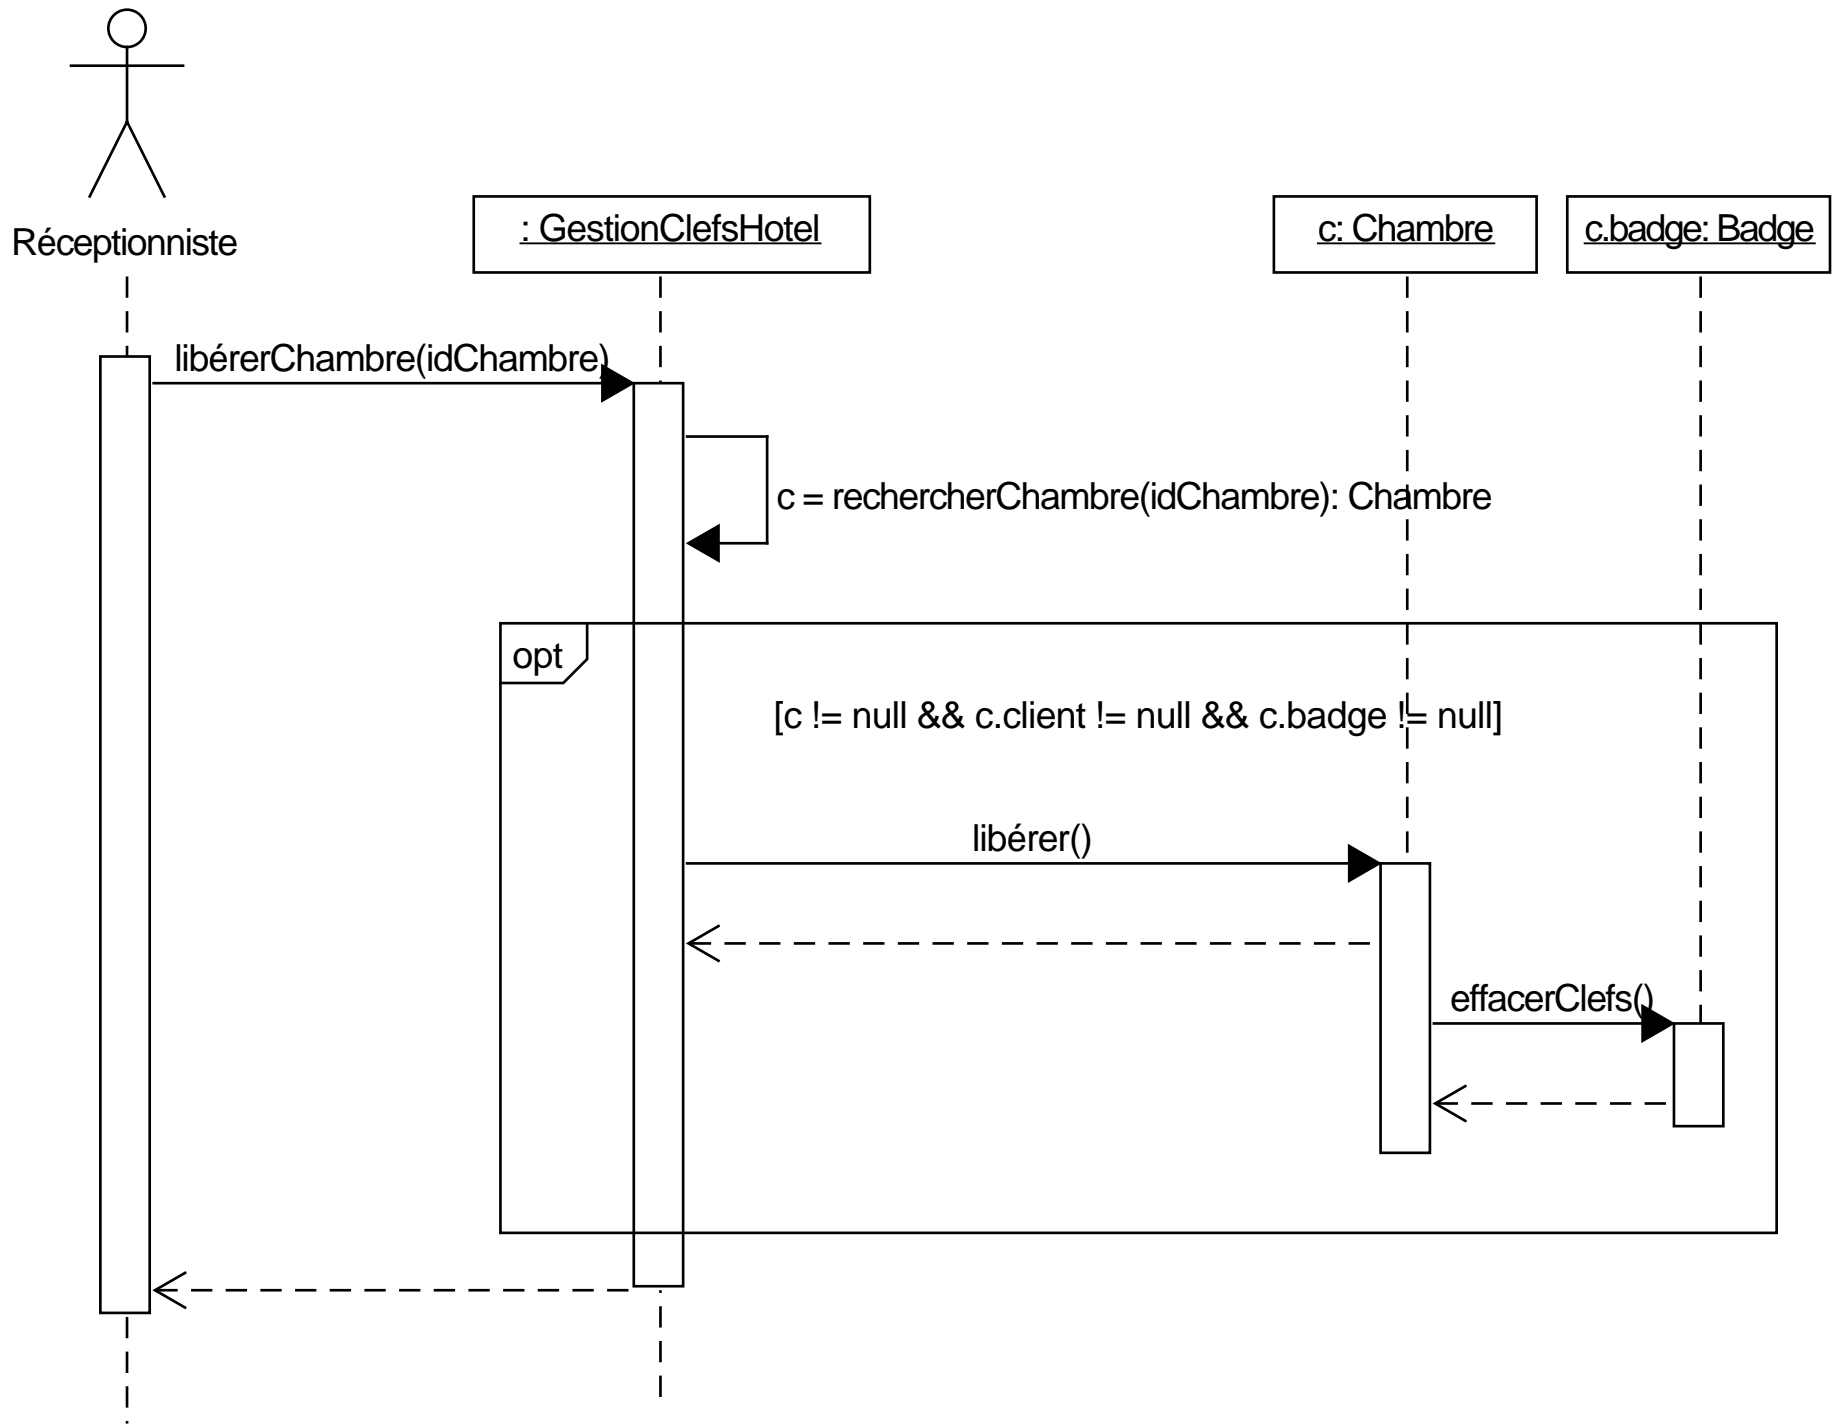 Réceptionniste
: GestionClefsHotel
c: Chambre
c.badge: Badge
libérerChambre(idChambre)
c = rechercherChambre(idChambre): Chambre
opt
[c != null && c.client != null && c.badge != null]
libérer()
effacerClefs()